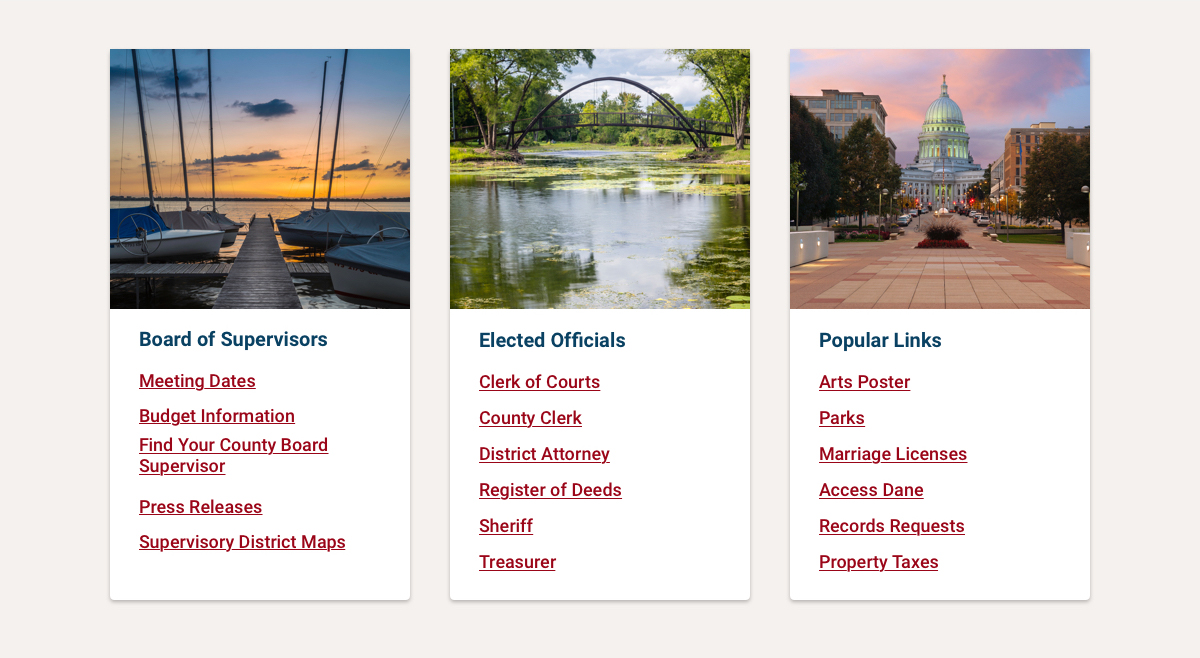 Board of Supervisors
Meeting Dates
Budget Information
Find Your County Board
Supervisor
Press Releases
Supervisory District Maps
Elected Officials
Clerk of Courts
County Clerk
District Attorney
Register of Deeds
Sheriff
Treasurer
Popular Links
Arts Poster
Parks
Marriage Licenses
Access Dane
Records Requests
Property Taxes